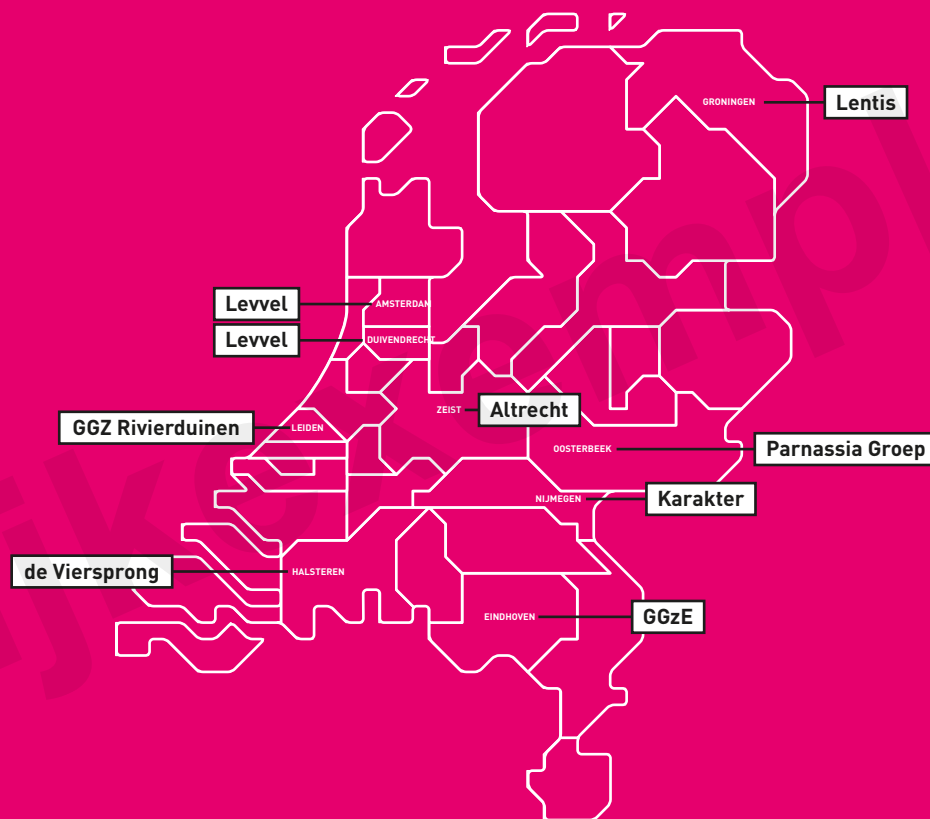 GRONINGEN Lentis
Levvel AMSTERDAM
Levvel DUIVENDRECHT
ZEIST Altrecht
GGZ Rivierduinen LEIDEN
OOSTERBEEK Parnassia Groep
NIJMEGEN Karakter
de Viersprong HALSTEREN
EINDHOVEN GGzE